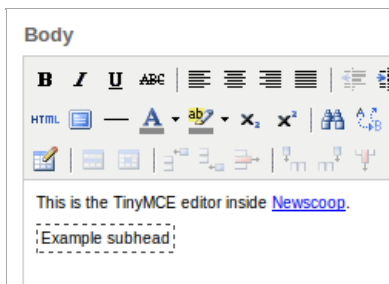 Body
B I U ABC
HTML A ab x₂ x²
This is the TinyMCE editor inside Newscoop.
Example subhead